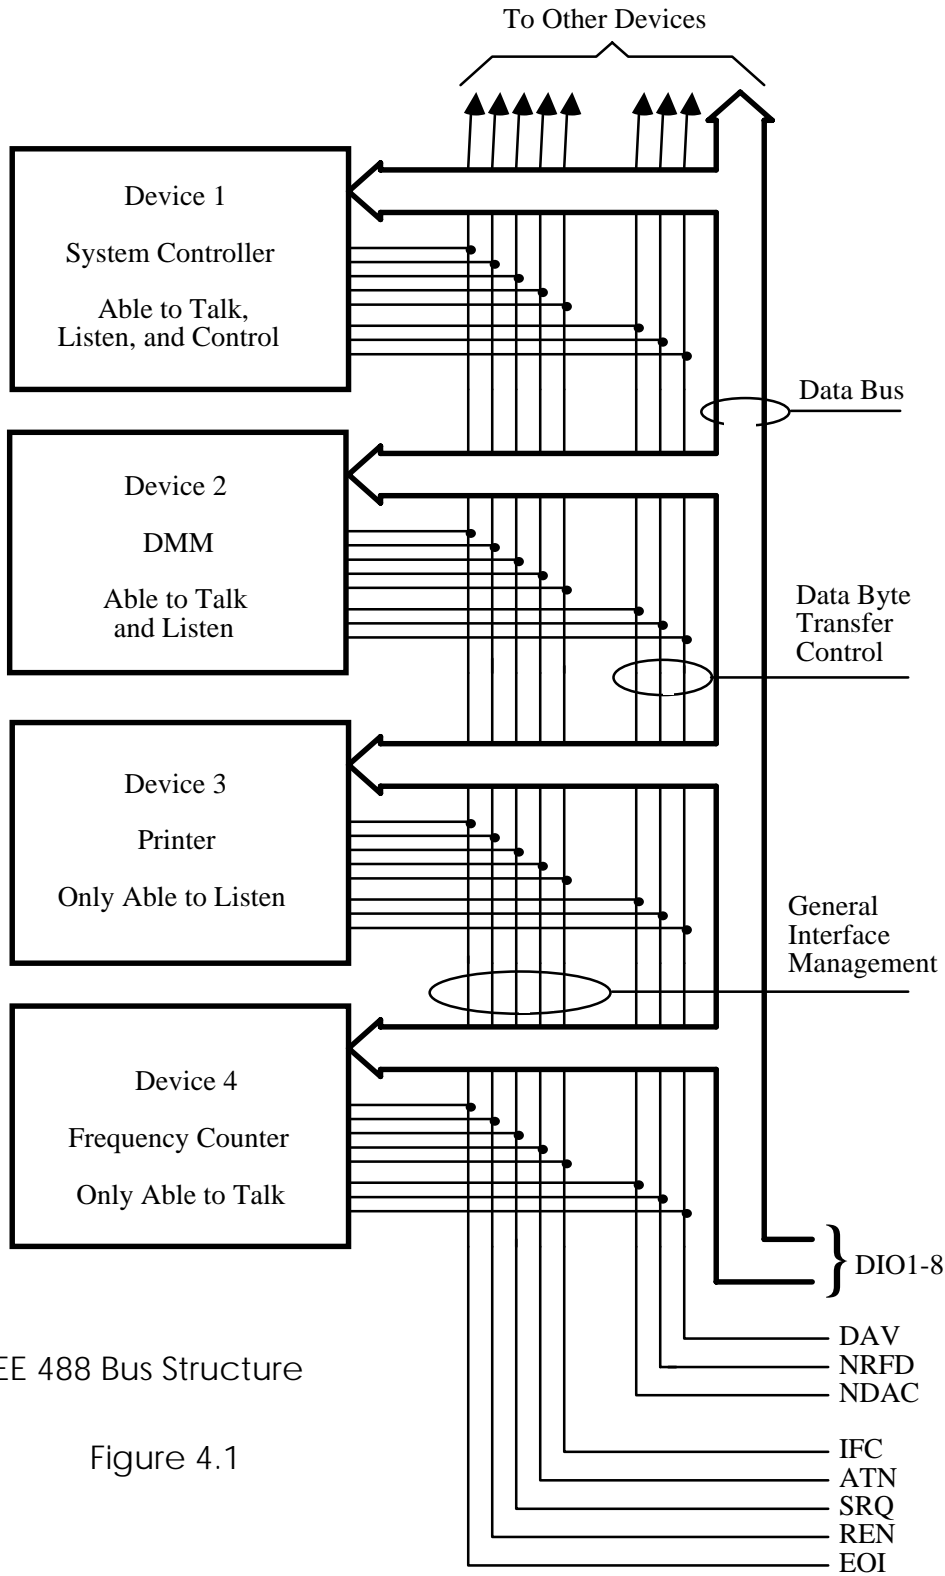 To Other Devices
Device 1
System Controller
Able to Talk,
Listen, and Control
Data Bus
Device 2
DMM
Able to Talk
and Listen
Data Byte
Transfer
Control
Device 3
Printer
Only Able to Listen
General
Interface
Management
Device 4
Frequency Counter
Only Able to Talk
DIO1-8
DAV
NRFD
NDAC
IFC
ATN
SRQ
REN
EOI
EE 488 Bus Structure
Figure 4.1